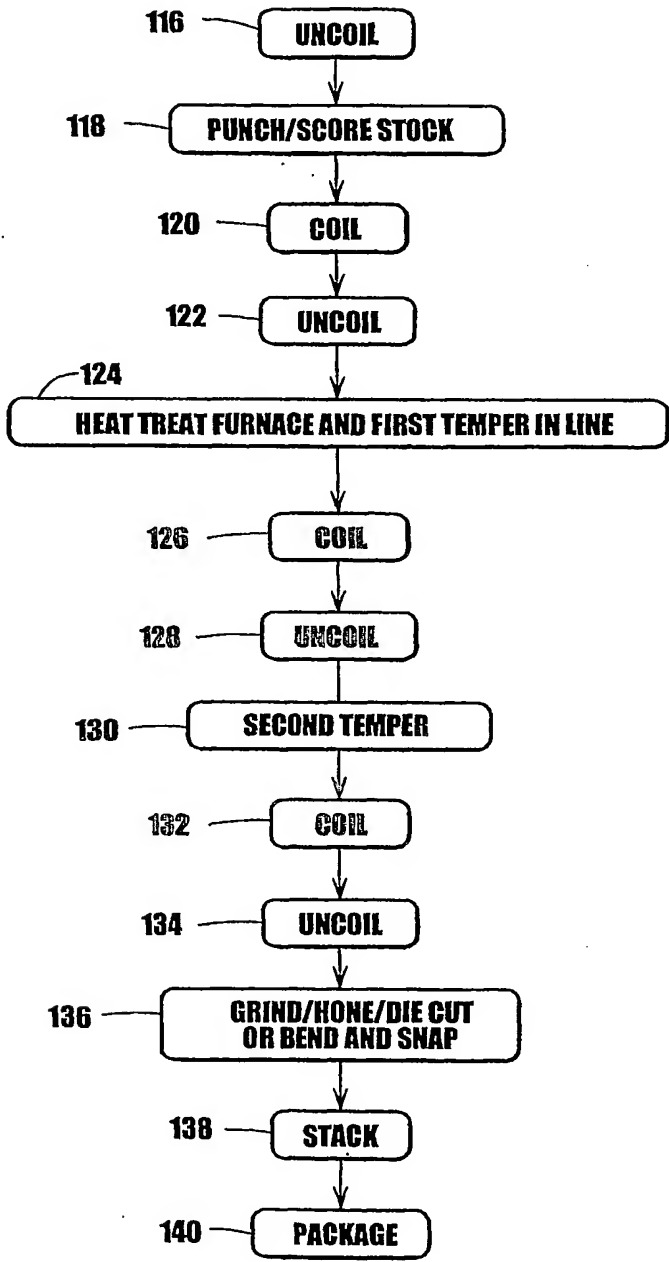 116
UNCOIL
118
PUNCH/SCORE STOCK
120
COIL
122
UNCOIL
124
HEAT TREAT FURNACE AND FIRST TEMPER IN LINE
126
COIL
128
UNCOIL
130
SECOND TEMPER
132
COIL
134
UNCOIL
136
GRIND/HONE/DIE CUT
OR BEND AND SNAP
138
STACK
140
PACKAGE